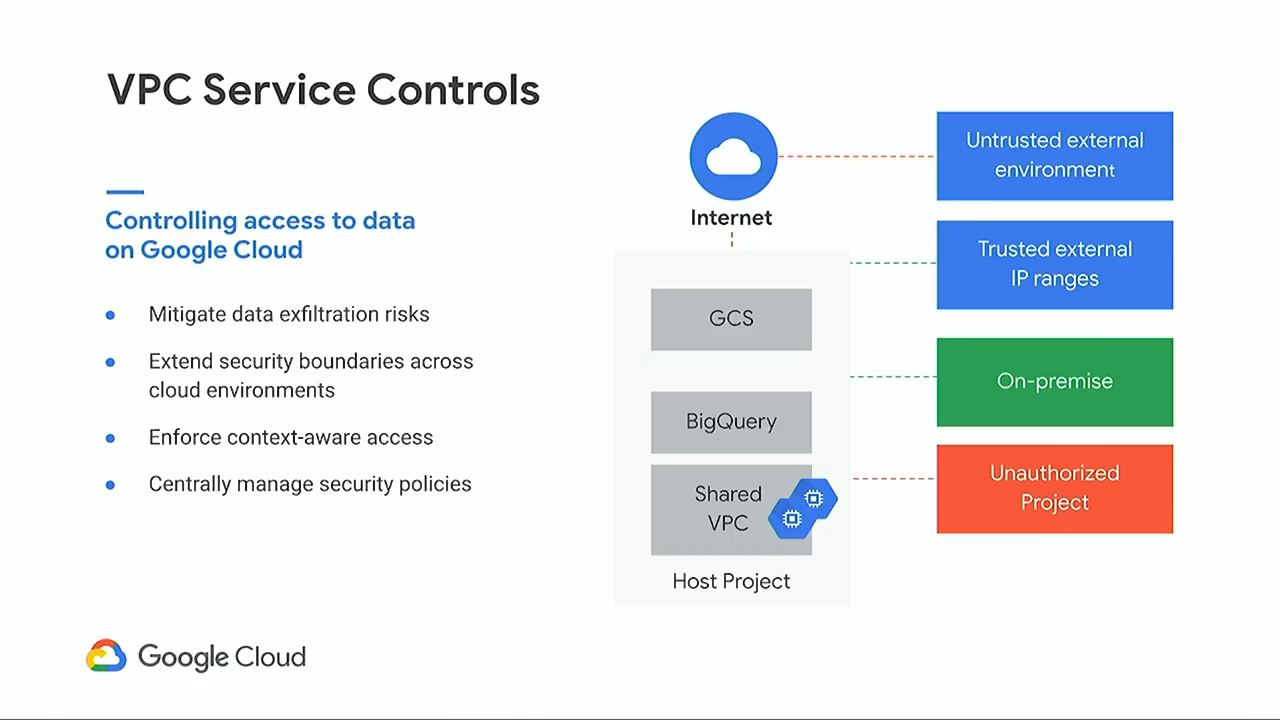 VPC Service Controls
Controlling access to data
on Google Cloud
Mitigate data exfiltration risks
Extend security boundaries across
cloud environments
Enforce context-aware access
Centrally manage security policies
Internet
GCS
BigQuery
Shared
VPC
Host Project
Untrusted external
environment
Trusted external
IP ranges
On-premise
Unauthorized
Project
Google Cloud